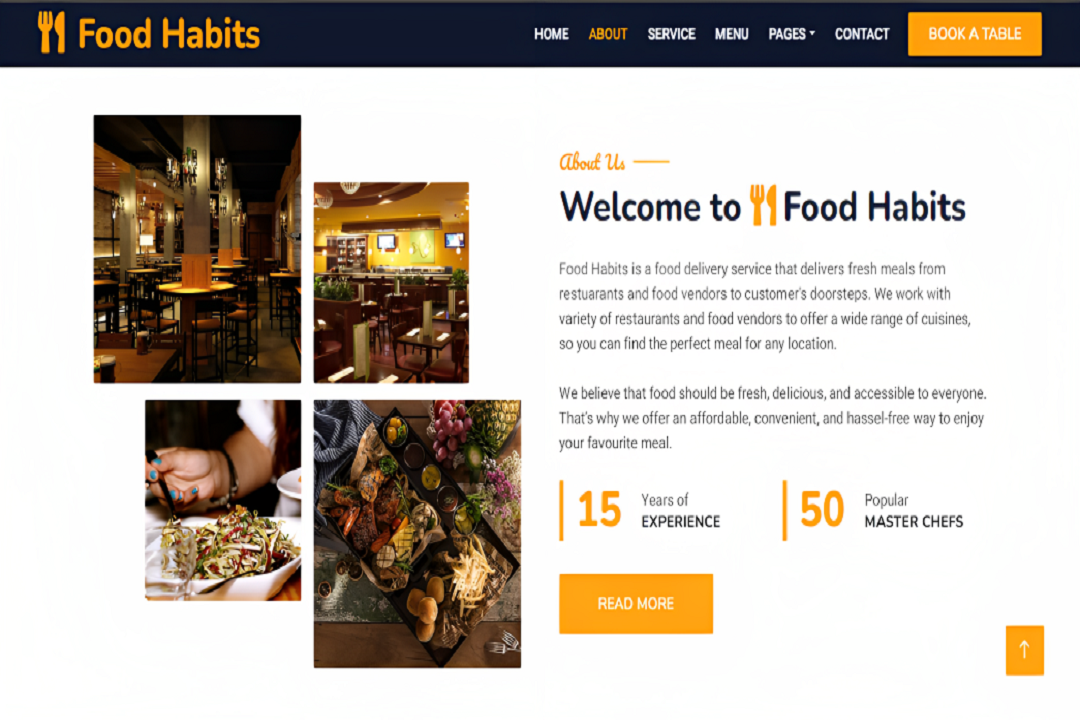 Food Habits
HOME ABOUT SERVICE MENU PAGES CONTACT BOOK A TABLE
About Us
Welcome to Food Habits
Food Habits is a food delivery service that delivers fresh meals from
restuarants and food vendors to customer's doorsteps. We work with
variety of restaurants and food vendors to offer a wide range of cuisines,
so you can find the perfect meal for any location.
We believe that food should be fresh, delicious, and accessible to everyone.
That's why we offer an affordable, convenient, and hassel-free way to enjoy
your favourite meal.
15 Years of EXPERIENCE
50 Popular MASTER CHEFS
READ MORE